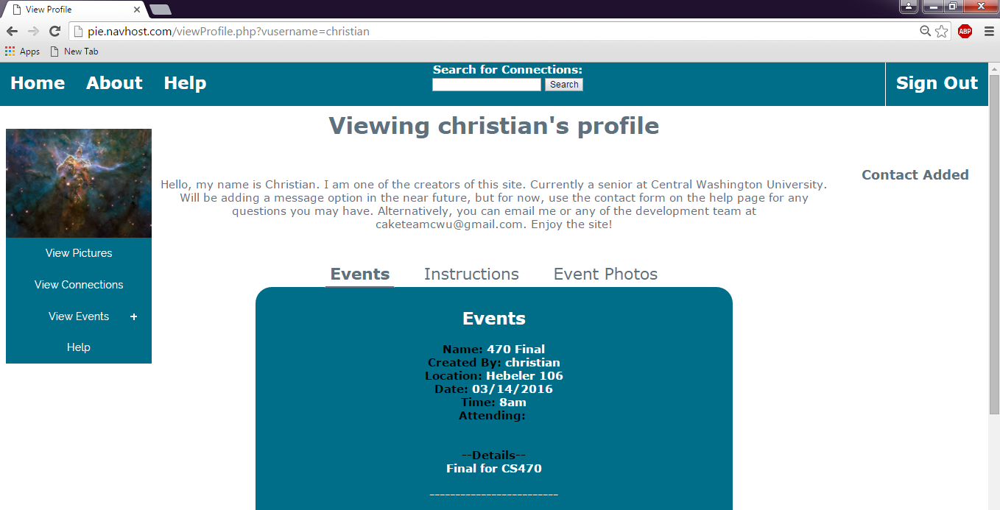 View Profile
pie.navhost.com/viewProfile.php?vusername=christian
ABP
Apps New Tab
Home About Help
Search for Connections:
Search
Sign Out
Viewing christian's profile
Contact Added
Hello, my name is Christian. I am one of the creators of this site. Currently a senior at Central Washington University.
Will be adding a message option in the near future, but for now, use the contact form on the help page for any
questions you may have. Alternatively, you can email me or any of the development team at
caketeamcwu@gmail.com. Enjoy the site!
View Pictures
View Connections
View Events +
Help
Events Instructions Event Photos
Events
Name: 470 Final
Created By: christian
Location: Hebeler 106
Date: 03/14/2016
Time: 8am
Attending:
--Details--
Final for CS470
_________________________